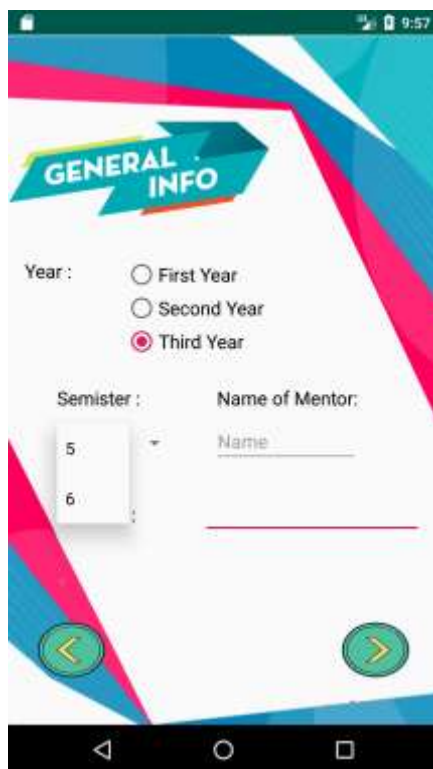 9:57
GENERAL
INFO
Year :
First Year
Second Year
Third Year
Semister :
Name of Mentor:
5
Name
6
: